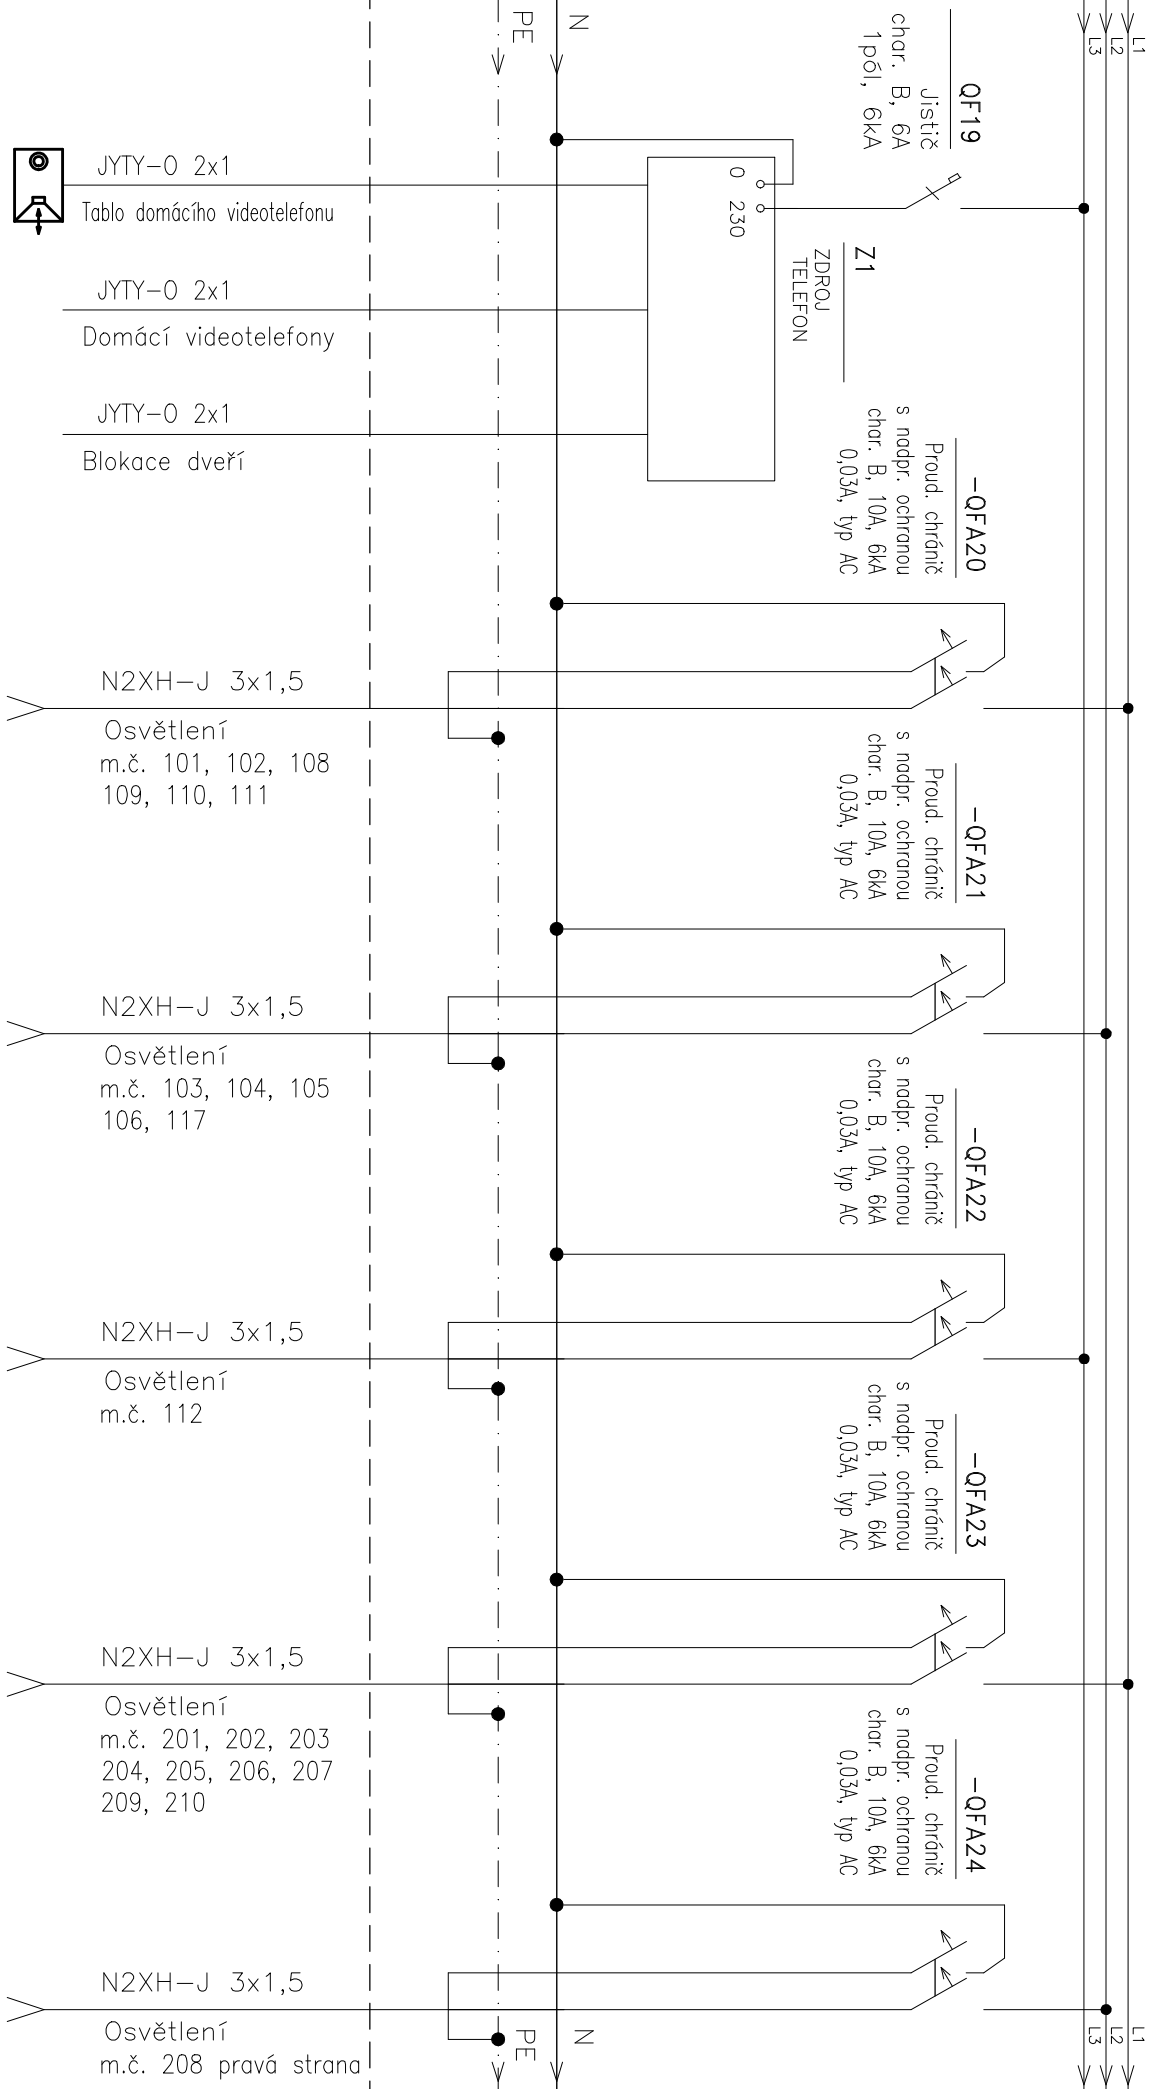 L1
L2
L3
N
PE
QF19
Jistič
char. B, 6A
1pól, 6kA
0 230
Z1
ZDROJ
TELEFON
JYTY-O 2x1
Tablo domácího videotelefonu
JYTY-O 2x1
Domácí videotelefony
JYTY-O 2x1
Blokace dveří
-QFA20
Proud. chránič
s nadpr. ochranou
char. B, 10A, 6kA
0,03A, typ AC
N2XH-J 3x1,5
Osvětlení
m.č. 101, 102, 108
109, 110, 111
-QFA21
Proud. chránič
s nadpr. ochranou
char. B, 10A, 6kA
0,03A, typ AC
N2XH-J 3x1,5
Osvětlení
m.č. 103, 104, 105
106, 117
-QFA22
Proud. chránič
s nadpr. ochranou
char. B, 10A, 6kA
0,03A, typ AC
N2XH-J 3x1,5
Osvětlení
m.č. 112
-QFA23
Proud. chránič
s nadpr. ochranou
char. B, 10A, 6kA
0,03A, typ AC
N2XH-J 3x1,5
Osvětlení
m.č. 201, 202, 203
204, 205, 206, 207
209, 210
-QFA24
Proud. chránič
s nadpr. ochranou
char. B, 10A, 6kA
0,03A, typ AC
N2XH-J 3x1,5
Osvětlení
m.č. 208 pravá strana
L1
L2
L3
N
PE